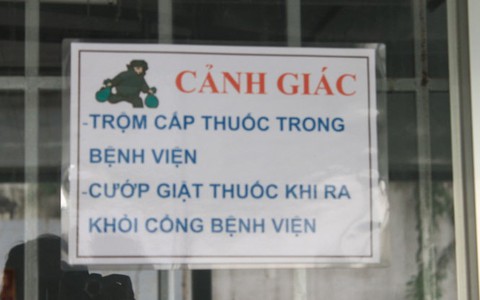 CẢNH GIÁC
-TRỘM CẮP THUỐC TRONG
BỆNH VIỆN
-CƯỚP GIẬT THUỐC KHI RA
KHỎI CỔNG BỆNH VIỆN